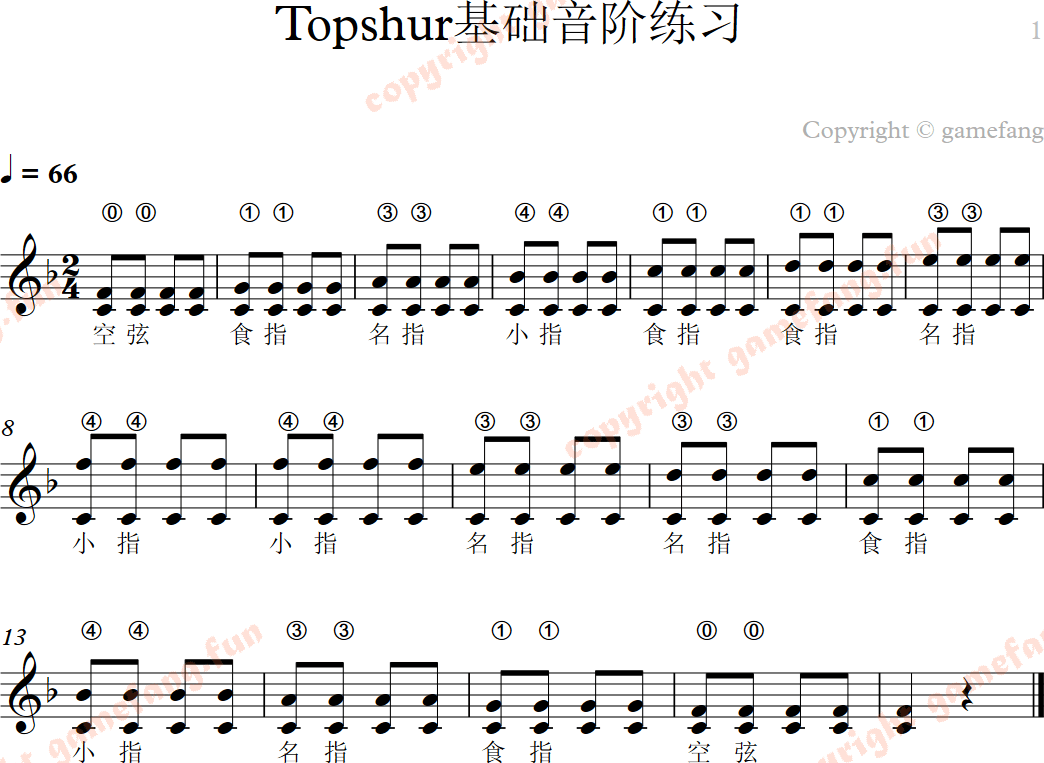 Topshur基础音阶练习
1
Copyright © gamefang
♩ = 66
⓪ ⓪ ① ① ③ ③ ④ ④ ① ① ① ① ③ ③
2
4
空 弦 食 指 名 指 小 指 食 指 食 指 名 指
8
④ ④ ④ ④ ③ ③ ③ ③ ① ①
小 指 小 指 名 指 名 指 食 指
13
④ ④ ③ ③ ① ① ⓪ ⓪
小 指 名 指 食 指 空 弦
copyright gamefang.fun